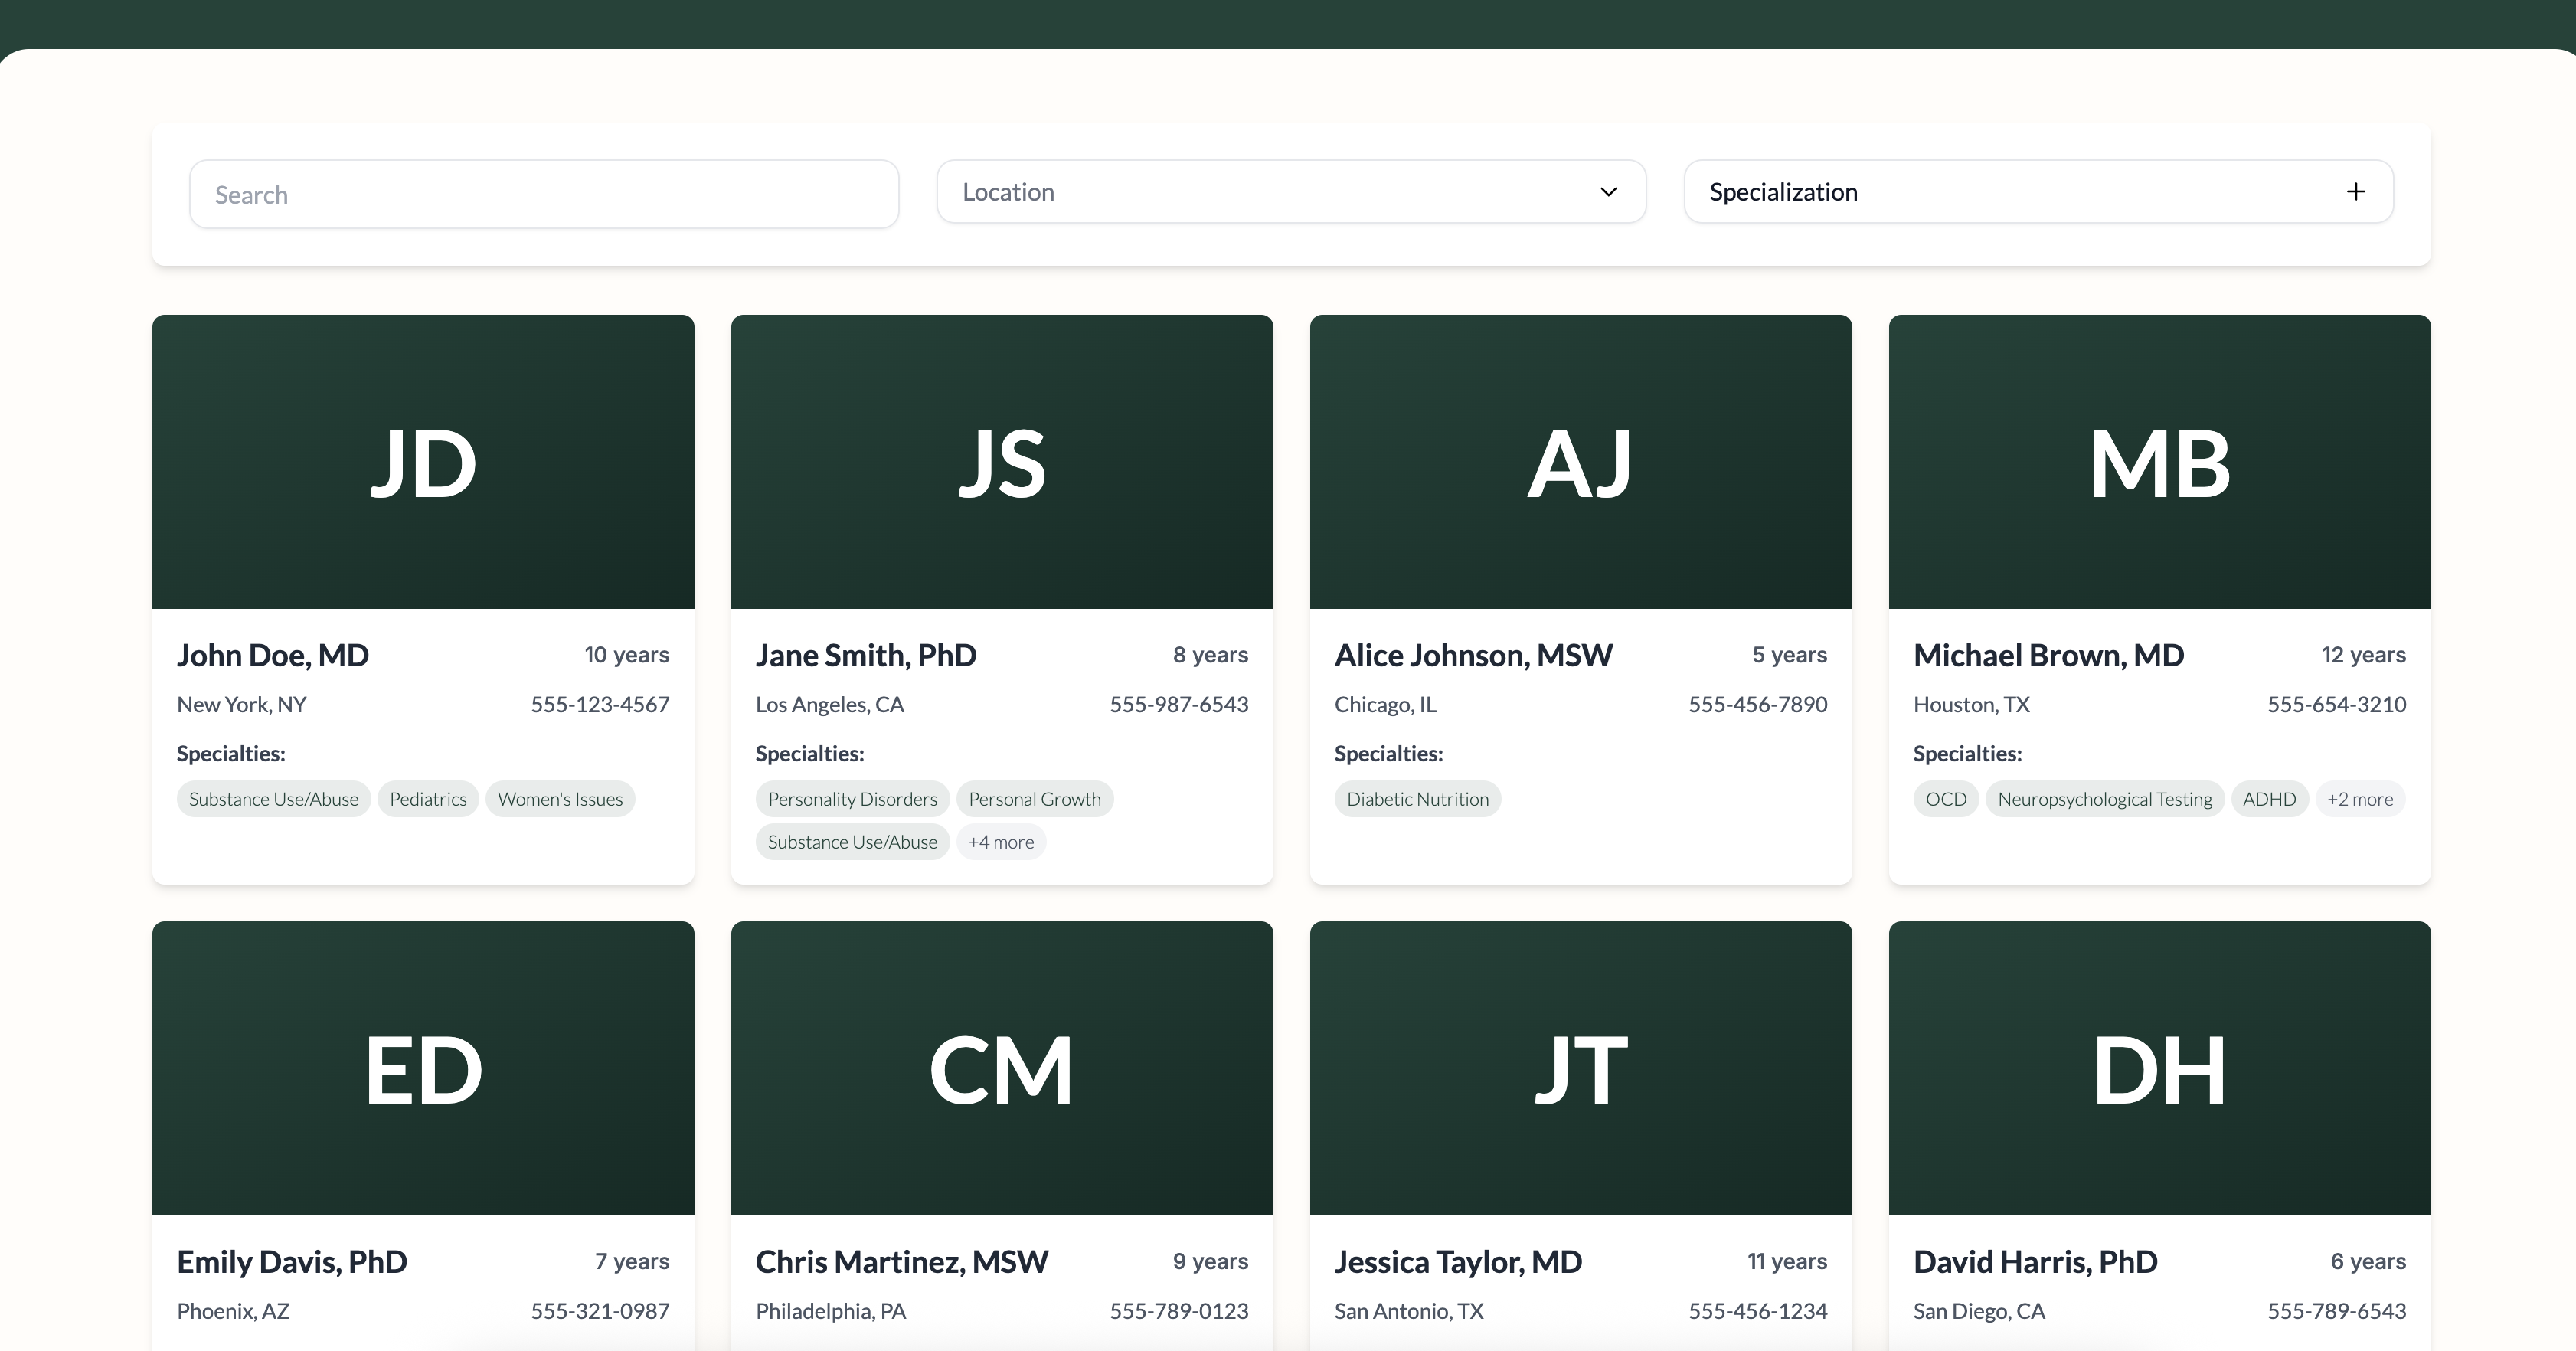 Search
Location
Specialization
JD
John Doe, MD
10 years
New York, NY
555-123-4567
Specialties:
Substance Use/Abuse Pediatrics Women's Issues
JS
Jane Smith, PhD
8 years
Los Angeles, CA
555-987-6543
Specialties:
Personality Disorders Personal Growth
Substance Use/Abuse +4 more
AJ
Alice Johnson, MSW
5 years
Chicago, IL
555-456-7890
Specialties:
Diabetic Nutrition
MB
Michael Brown, MD
12 years
Houston, TX
555-654-3210
Specialties:
OCD Neuropsychological Testing ADHD +2 more
ED
Emily Davis, PhD
7 years
Phoenix, AZ
555-321-0987
CM
Chris Martinez, MSW
9 years
Philadelphia, PA
555-789-0123
JT
Jessica Taylor, MD
11 years
San Antonio, TX
555-456-1234
DH
David Harris, PhD
6 years
San Diego, CA
555-789-6543